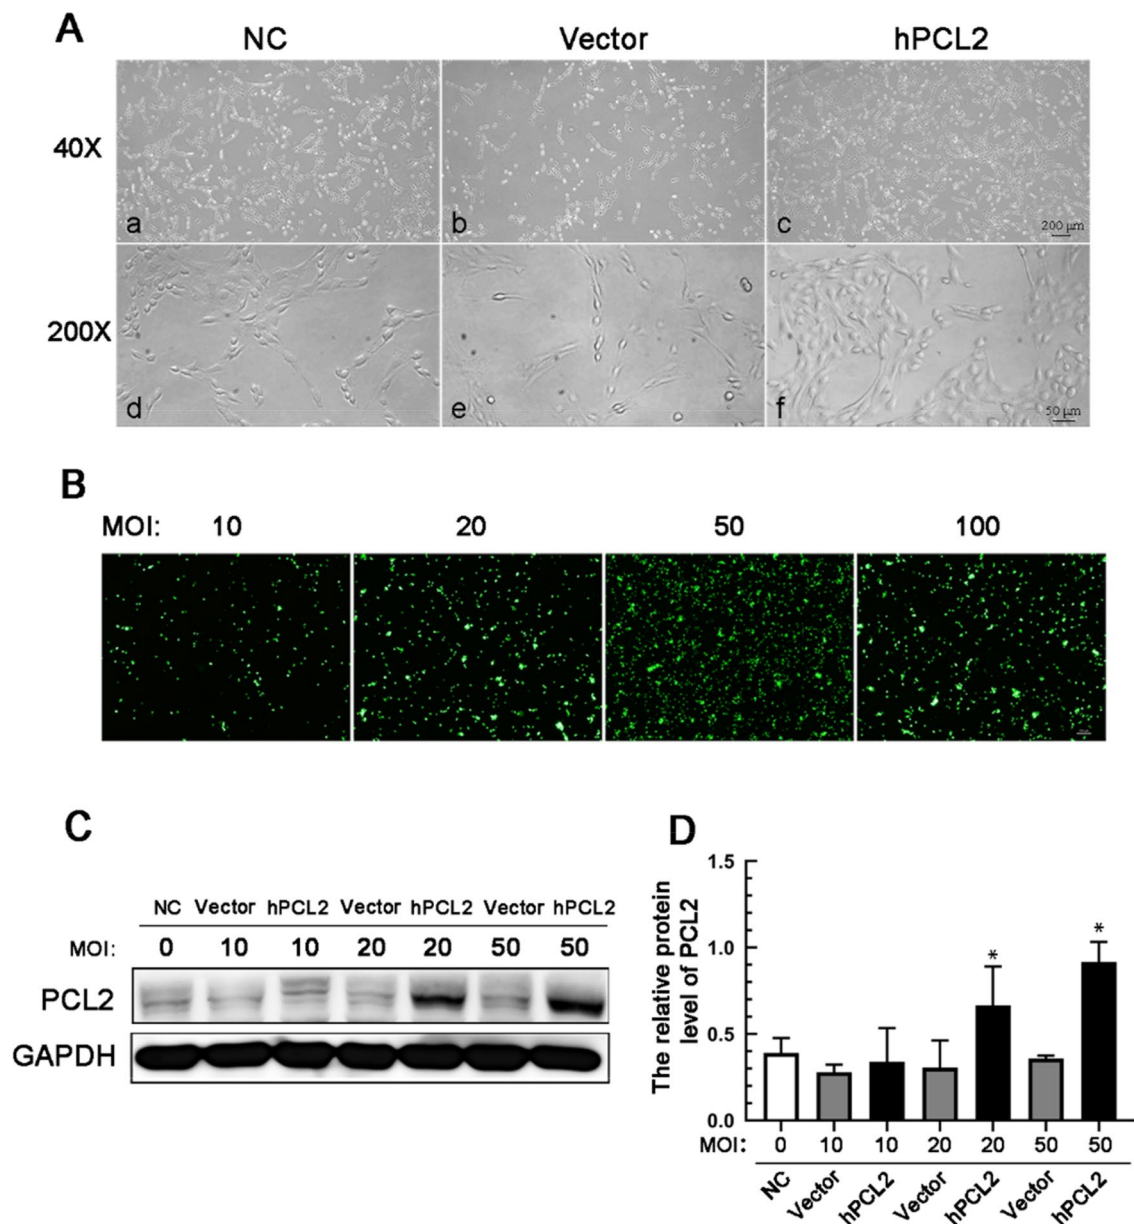 A
NC Vector hPCL2
40X
a b c
200 µm
200X
d e f
50 µm
B
MOI: 10 20 50 100
C
NC Vector hPCL2 Vector hPCL2 Vector hPCL2
MOI: 0 10 10 20 20 50 50
PCL2
GAPDH
D
The relative protein
level of PCL2
1.5
1.0
0.5
0.0
* *
MOI: 0 10 10 20 20 50 50
NC Vector hPCL2 Vector hPCL2 Vector hPCL2